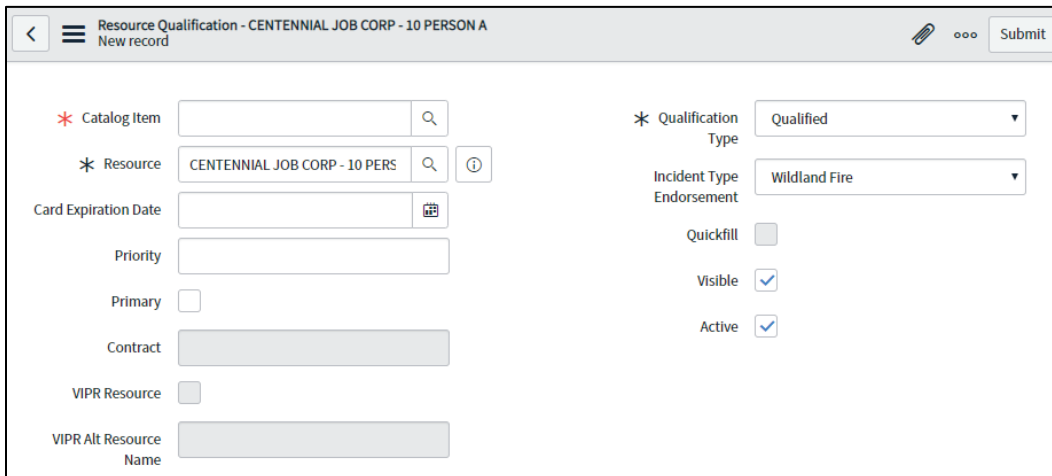 Resource Qualification - CENTENNIAL JOB CORP - 10 PERSON A
New record
Submit
Catalog Item
Resource
CENTENNIAL JOB CORP - 10 PERS
Card Expiration Date
Priority
Primary
Contract
VIPR Resource
VIPR Alt Resource
Name
Qualification
Type
Qualified
Incident Type
Endorsement
Wildland Fire
Quickfill
Visible
Active